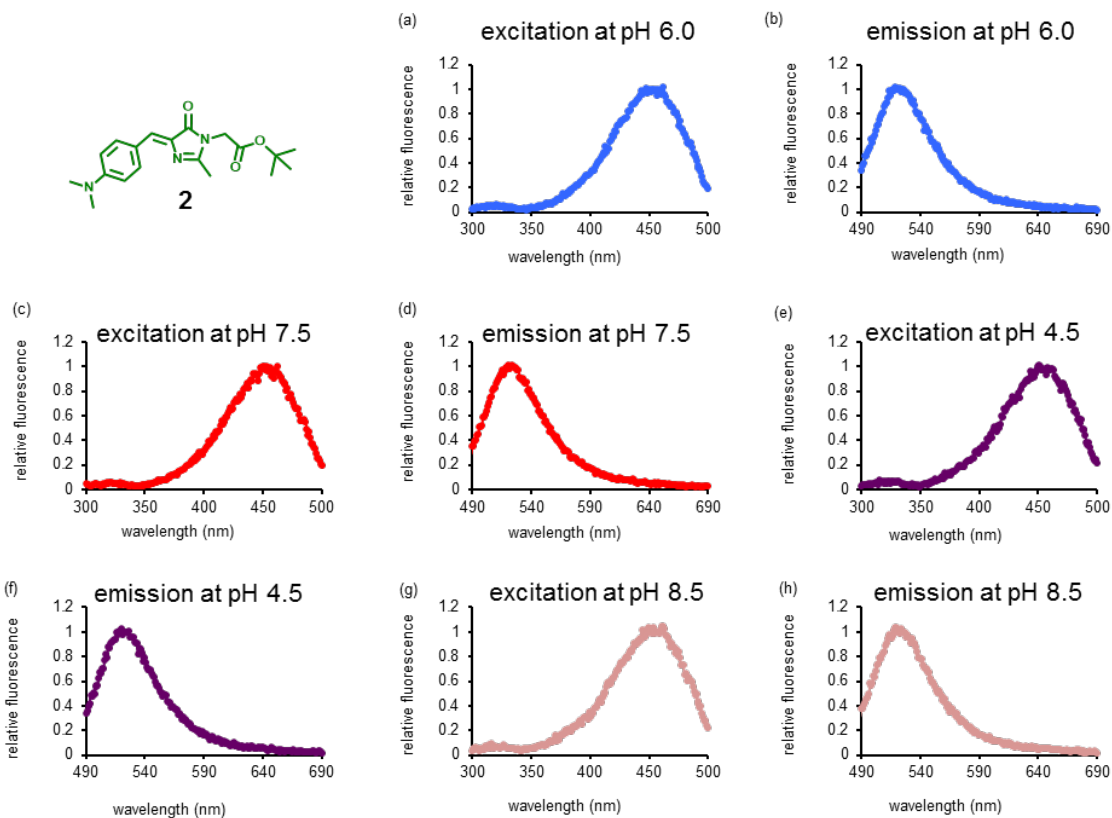 (a)
excitation at pH 6.0
relative fluorescence
1.2
1
0.8
0.6
0.4
0.2
0
300 350 400 450 500
wavelength (nm)
(b)
emission at pH 6.0
relative fluorescence
1.2
1
0.8
0.6
0.4
0.2
0
490 540 590 640 690
wavelength (nm)
O
N
O
O
N
N
2
(c)
excitation at pH 7.5
relative fluorescence
1.2
1
0.8
0.6
0.4
0.2
0
300 350 400 450 500
wavelength (nm)
(d)
emission at pH 7.5
relative fluorescence
1.2
1
0.8
0.6
0.4
0.2
0
490 540 590 640 690
wavelength (nm)
(e)
excitation at pH 4.5
relative fluorescence
1.2
1
0.8
0.6
0.4
0.2
0
300 350 400 450 500
wavelength (nm)
(f)
emission at pH 4.5
relative fluorescence
1.2
1
0.8
0.6
0.4
0.2
0
490 540 590 640 690
wavelength (nm)
(g)
excitation at pH 8.5
relative fluorescence
1.2
1
0.8
0.6
0.4
0.2
0
300 350 400 450 500
wavelength (nm)
(h)
emission at pH 8.5
relative fluorescence
1.2
1
0.8
0.6
0.4
0.2
0
490 540 590 640 690
wavelength (nm)